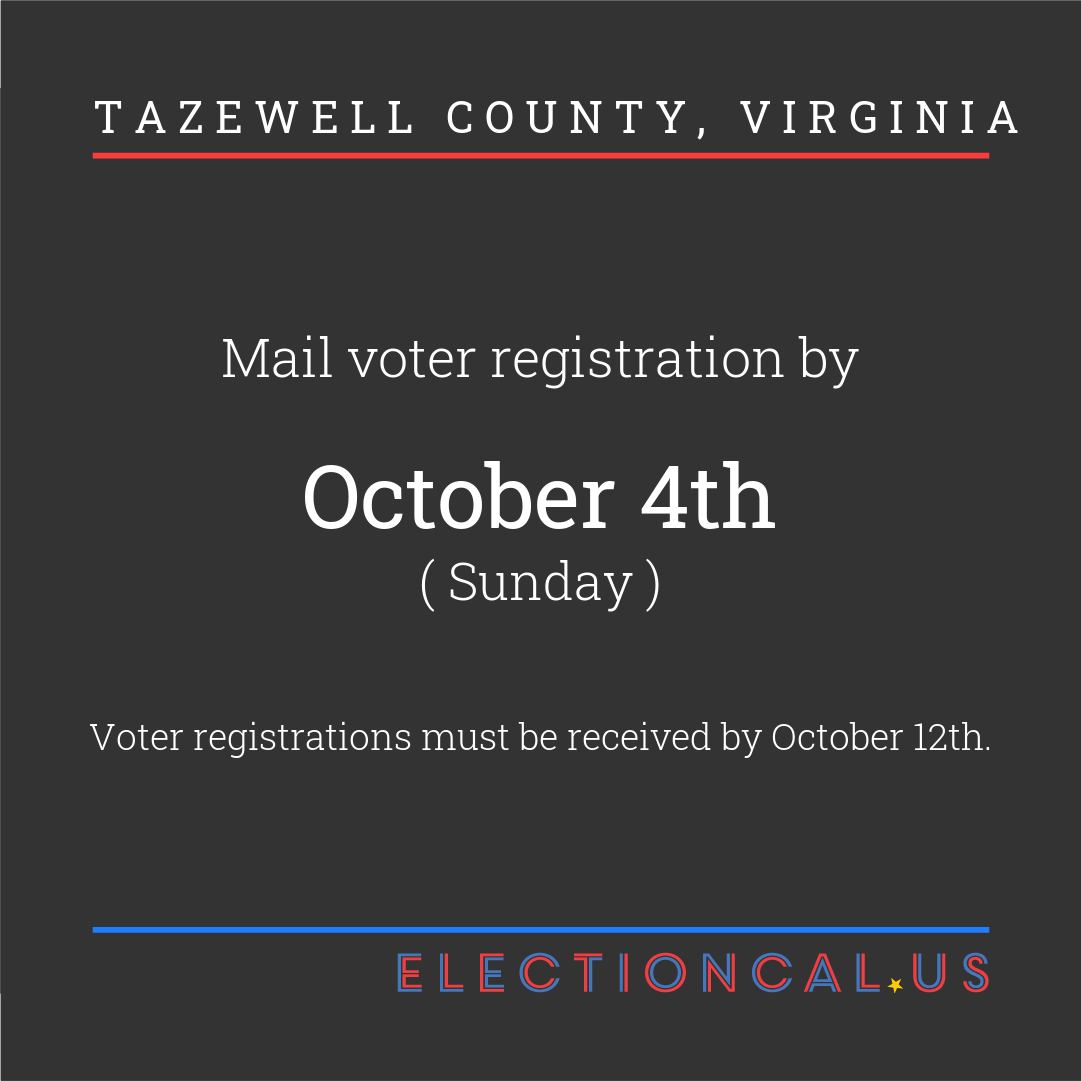 TAZEWELL COUNTY, VIRGINIA
Mail voter registration by
October 4th
( Sunday )
Voter registrations must be received by October 12th.
ELECTIONCAL.US